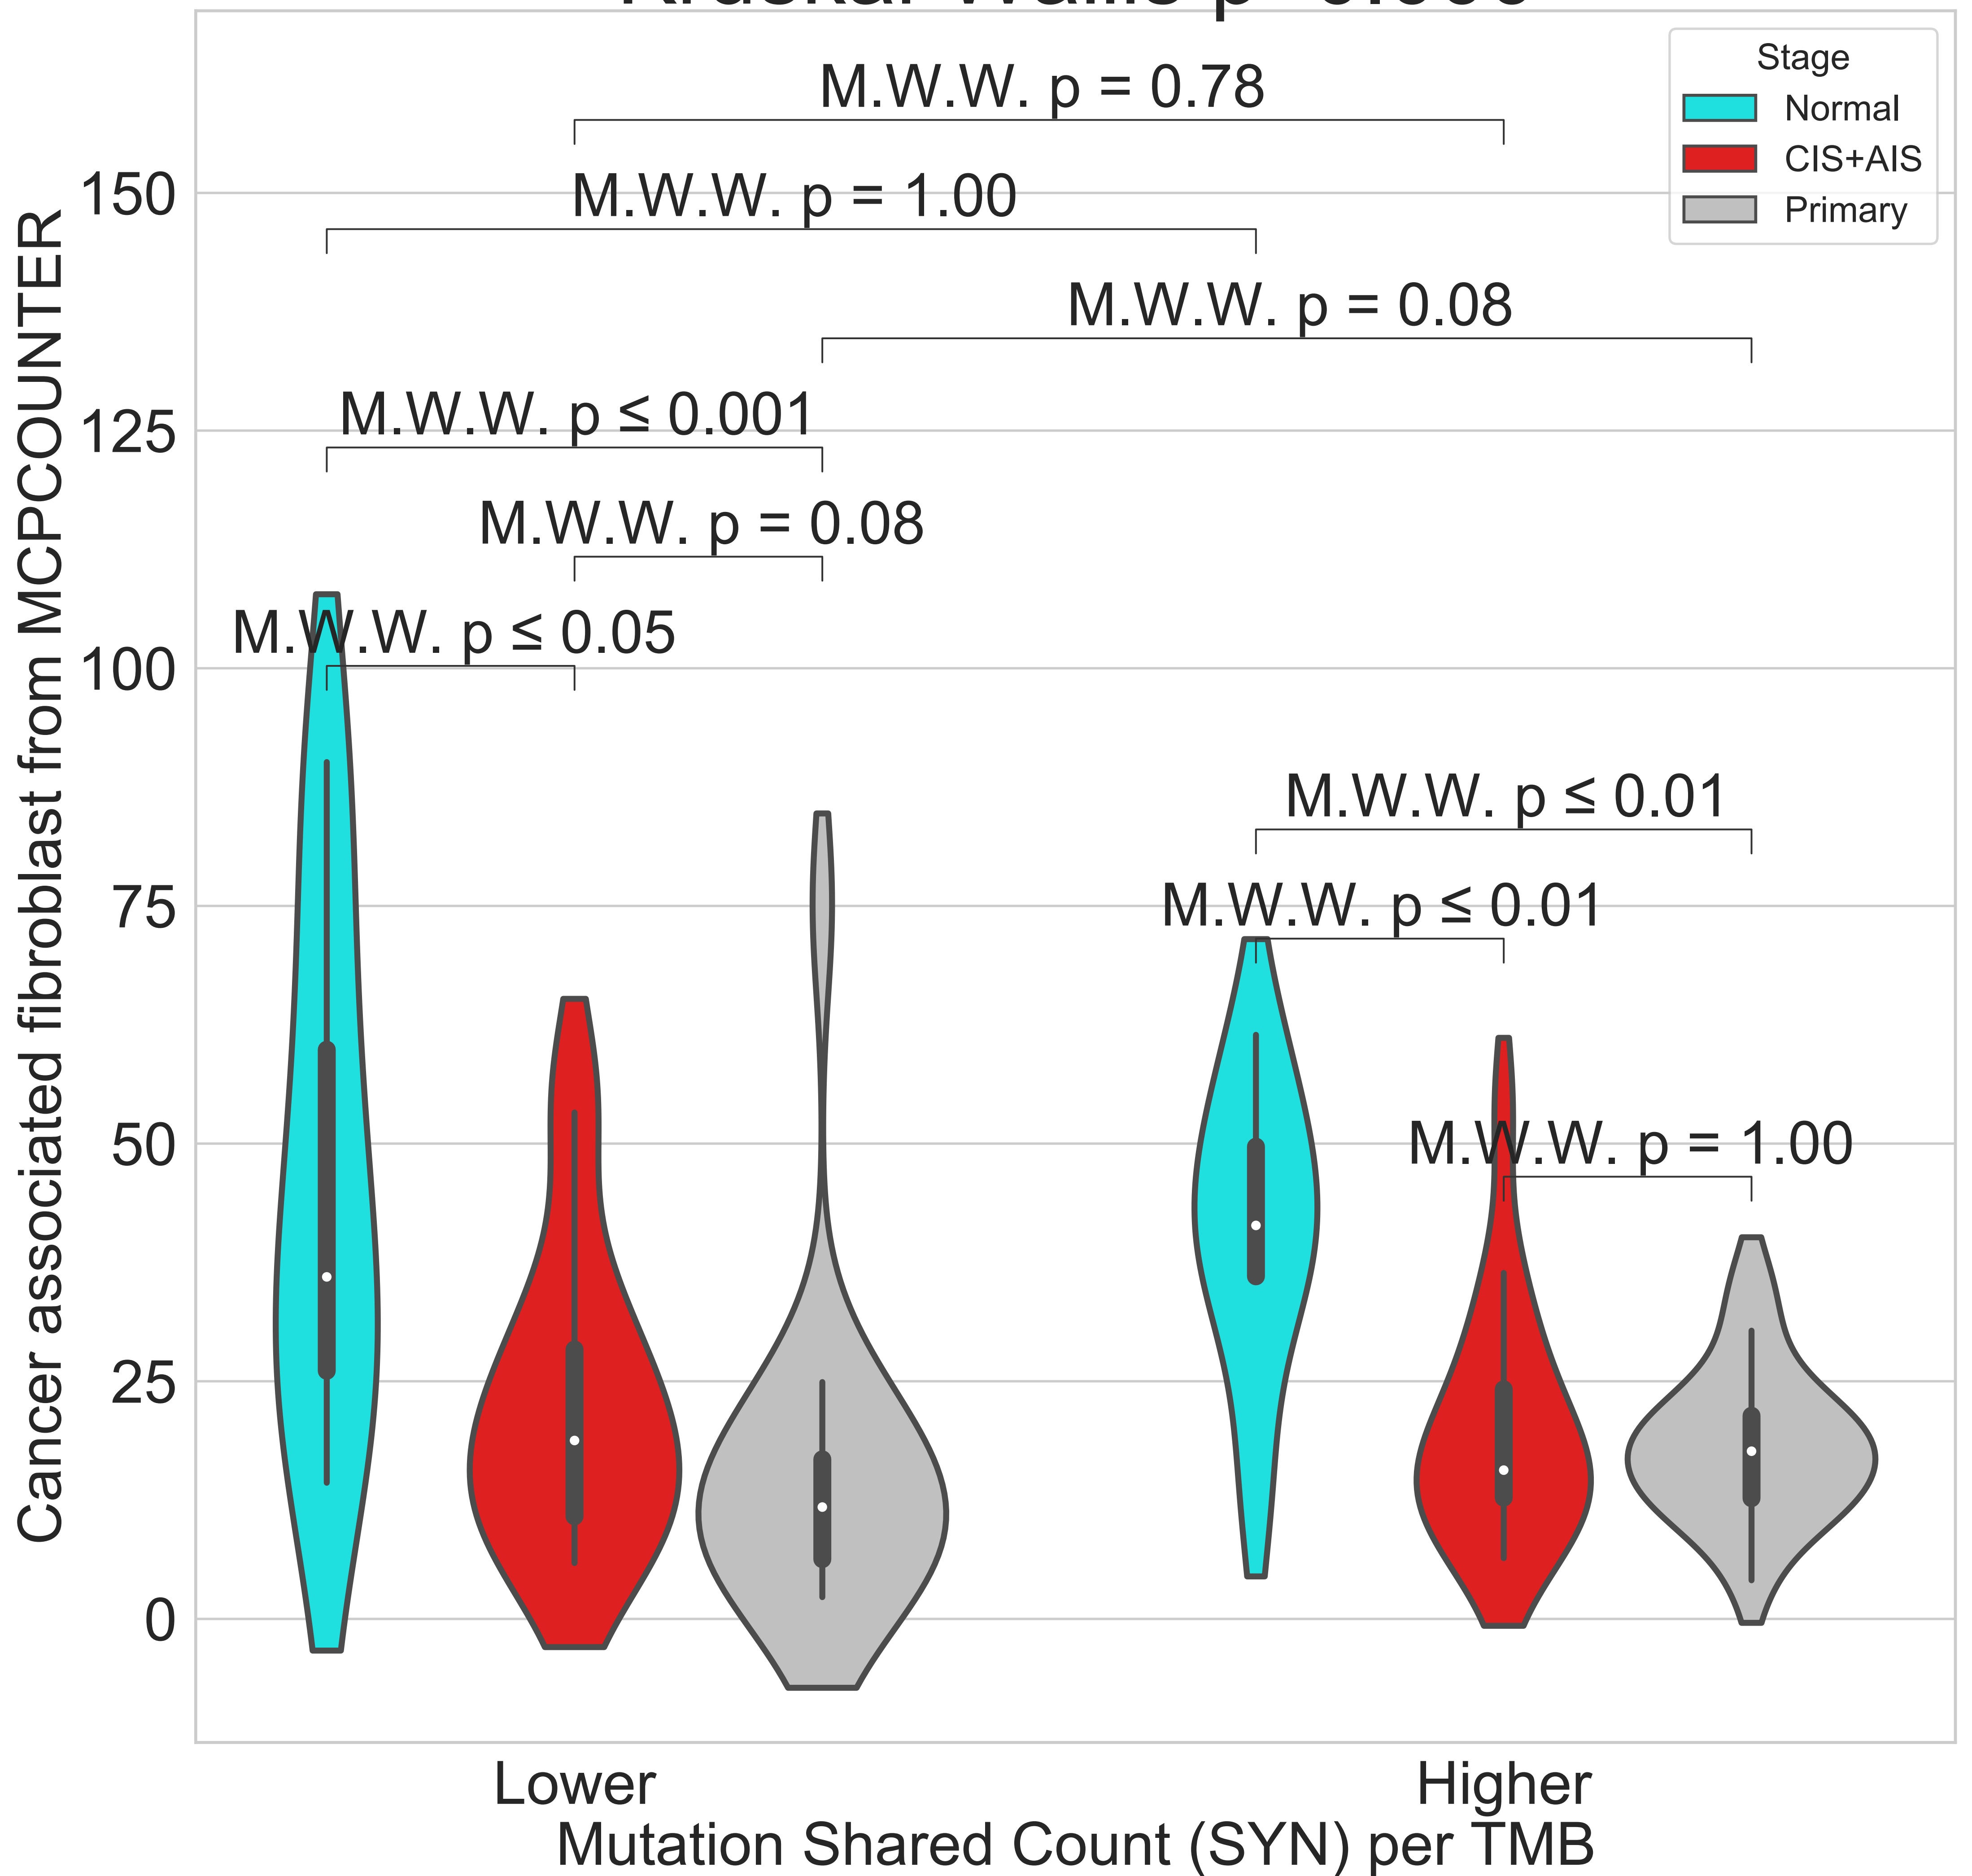 Stage
Normal
CIS+AIS
Primary
M.W.W. p = 0.78
M.W.W. p = 1.00
M.W.W. p = 0.08
M.W.W. p ≤ 0.001
M.W.W. p = 0.08
M.W.W. p ≤ 0.05
M.W.W. p ≤ 0.01
M.W.W. p ≤ 0.01
M.W.W. p = 1.00
Cancer associated fibroblast from MCPCOUNTER
150
125
100
75
50
25
0
Lower
Higher
Mutation Shared Count (SYN) per TMB